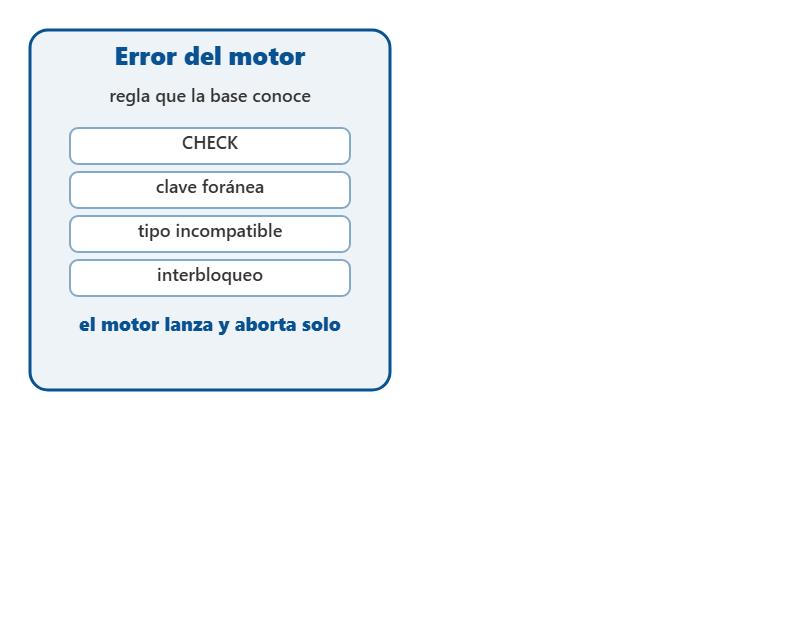 Error del motor
regla que la base conoce
CHECK
clave foránea
tipo incompatible
interbloqueo
el motor lanza y aborta solo